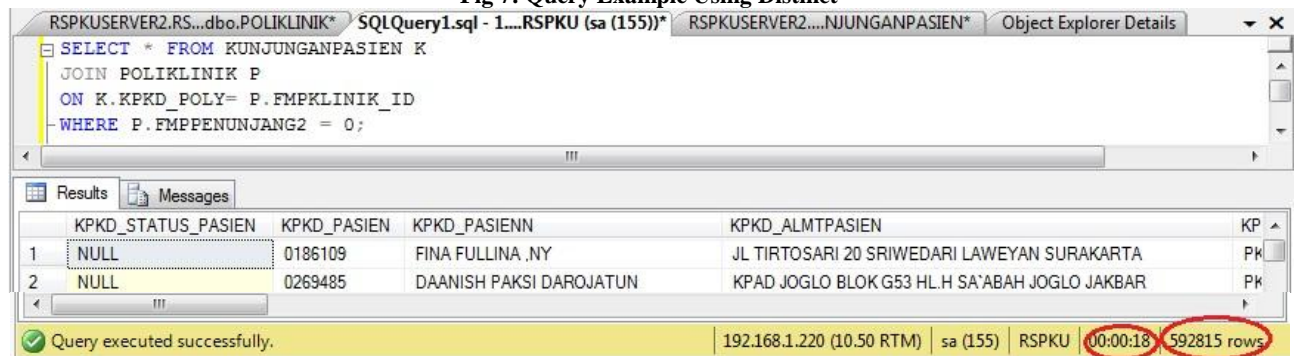 Fig 7: Query Example Using Distinct
RSPKUSERVER2.RS...dbo.POLIKLINIK* SQLQuery1.sql - 1....RSPKU (sa (155))* RSPKUSERVER2....NJUNGANPASIEN* Object Explorer Details
SELECT * FROM KUNJUNGANPASIEN K
JOIN POLIKLINIK P
ON K.KPKD_POLY= P.FMPKLINIK_ID
WHERE P.FMPPENUNJANG2 = 0;
Results Messages
KPKD_STATUS_PASIEN KPKD_PASIEN KPKD_PASIENN KPKD_ALMTPASIEN KP
1 NULL 0186109 FINA FULLINA ,NY JL TIRTOSARI 20 SRIWEDARI LAWEYAN SURAKARTA PK
2 NULL 0269485 DAANISH PAKSI DAROJATUN KPAD JOGLO BLOK G53 HL.H SA`ABAH JOGLO JAKBAR PK
Query executed successfully. 192.168.1.220 (10.50 RTM) sa (155) RSPKU 00:00:18 592815 rows